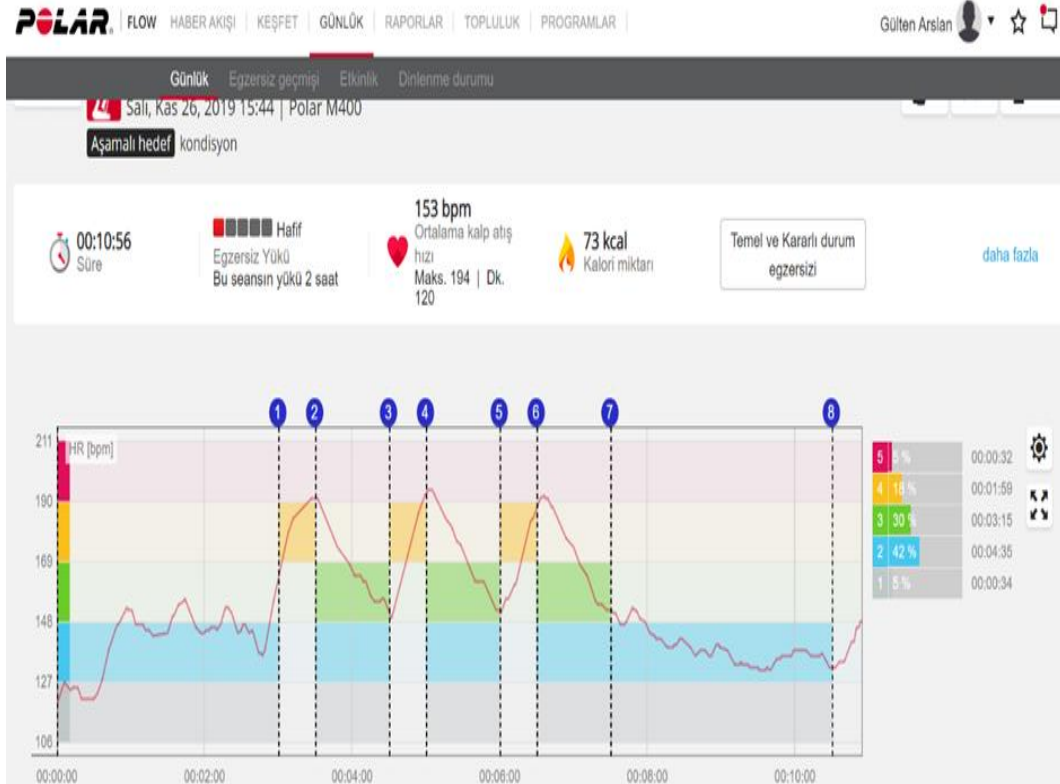 POLAR. FLOW HABER AKIŞI KEŞFET GÜNLÜK RAPORLAR TOPLULUK PROGRAMLAR Gülten Arslan
Günlük Egzersiz geçmişi Etkinlik Dinlenme durumu
Salı, Kas 26, 2019 15:44 | Polar M400
Aşamalı hedef kondisyon
00:10:56
Süre
Hafif
Egzersiz Yükü
Bu seansın yükü 2 saat
153 bpm
Ortalama kalp atış
hızı
Maks. 194 | Dk.
120
73 kcal
Kalori miktarı
Temel ve Kararlı durum
egzersizi
daha fazla
1 2 3 4 5 6 7 8
HR [bpm]
211
190
169
148
127
106
00:00:00 00:02:00 00:04:00 00:06:00 00:08:00 00:10:00
5 5 % 00:00:32
4 18 % 00:01:59
3 30 % 00:03:15
2 42 % 00:04:35
1 5 % 00:00:34